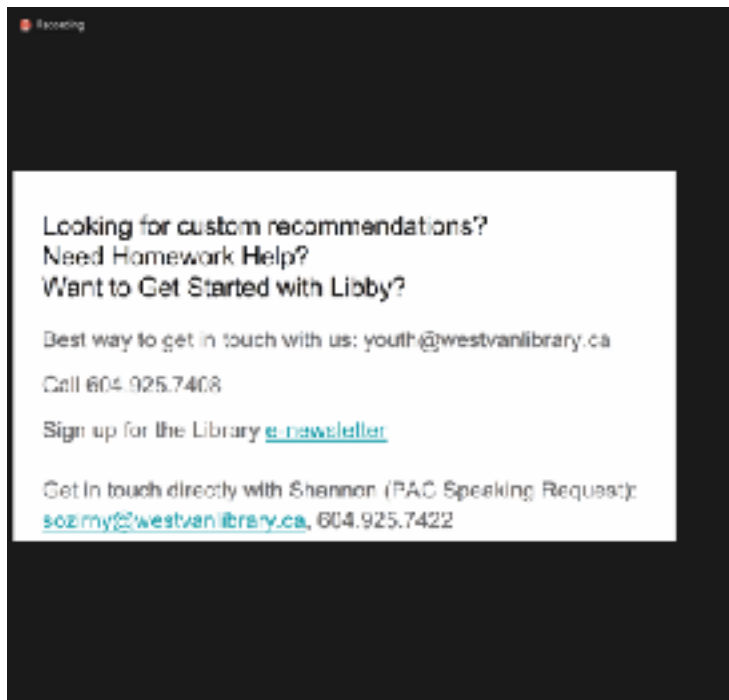 Recording
Looking for custom recommendations?
Need Homework Help?
Want to Get Started with Libby?
Best way to get in touch with us: youth@westvanlibrary.ca
Call 604.925.7408
Sign up for the Library e-newsletter
Get in touch directly with Shannon (PAC Speaking Request):
604.925.7422